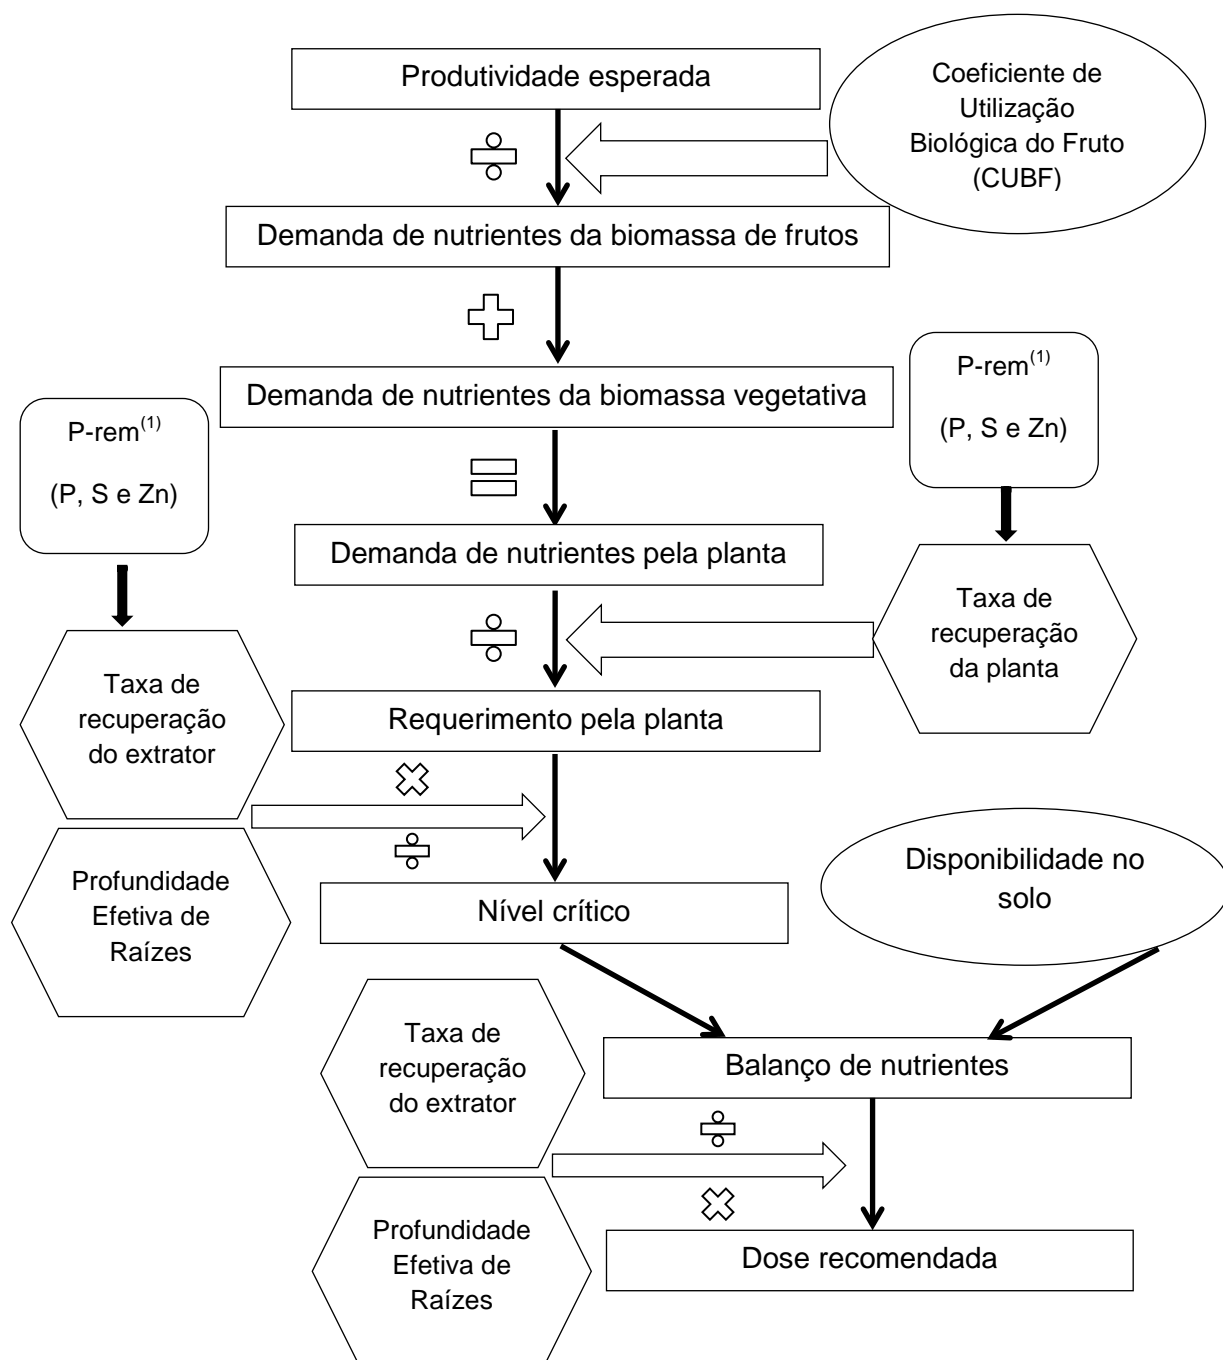 Produtividade esperada
Coeficiente de
Utilização
Biológica do Fruto
(CUBF)
Demanda de nutrientes da biomassa de frutos
Demanda de nutrientes da biomassa vegetativa
P-rem(1)
(P, S e Zn)
P-rem(1)
(P, S e Zn)
Demanda de nutrientes pela planta
Taxa de
recuperação
da planta
Taxa de
recuperação
do extrator
Requerimento pela planta
Profundidade
Efetiva de
Raízes
Nível crítico
Disponibilidade no
solo
Taxa de
recuperação
do extrator
Balanço de nutrientes
Profundidade
Efetiva de
Raízes
Dose recomendada